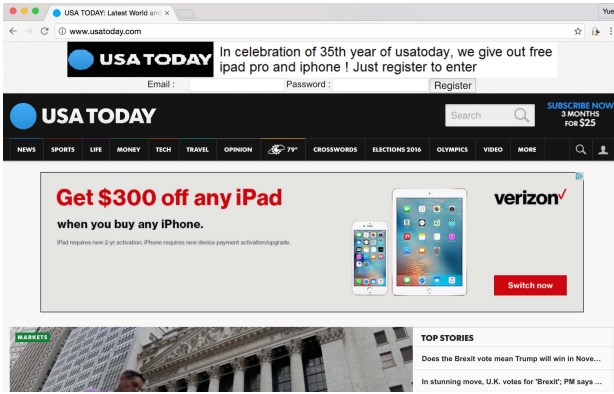 USA TODAY: Latest World and ×
Yue
www.usatoday.com
USA TODAY
In celebration of 35th year of usatoday, we give out free
ipad pro and iphone ! Just register to enter
Email :
Password :
Register
USA TODAY
Search
SUBSCRIBE NOW
3 MONTHS
FOR $25
NEWS SPORTS LIFE MONEY TECH TRAVEL OPINION 79° CROSSWORDS ELECTIONS 2016 OLYMPICS VIDEO MORE
Get $300 off any iPad
when you buy any iPhone.
iPad requires new 2-yr activation. iPhone requires new device payment activation/upgrade.
verizon
Switch now
MARKETS
TOP STORIES
Does the Brexit vote mean Trump will win in Nove...
In stunning move, U.K. votes for 'Brexit'; PM says ...